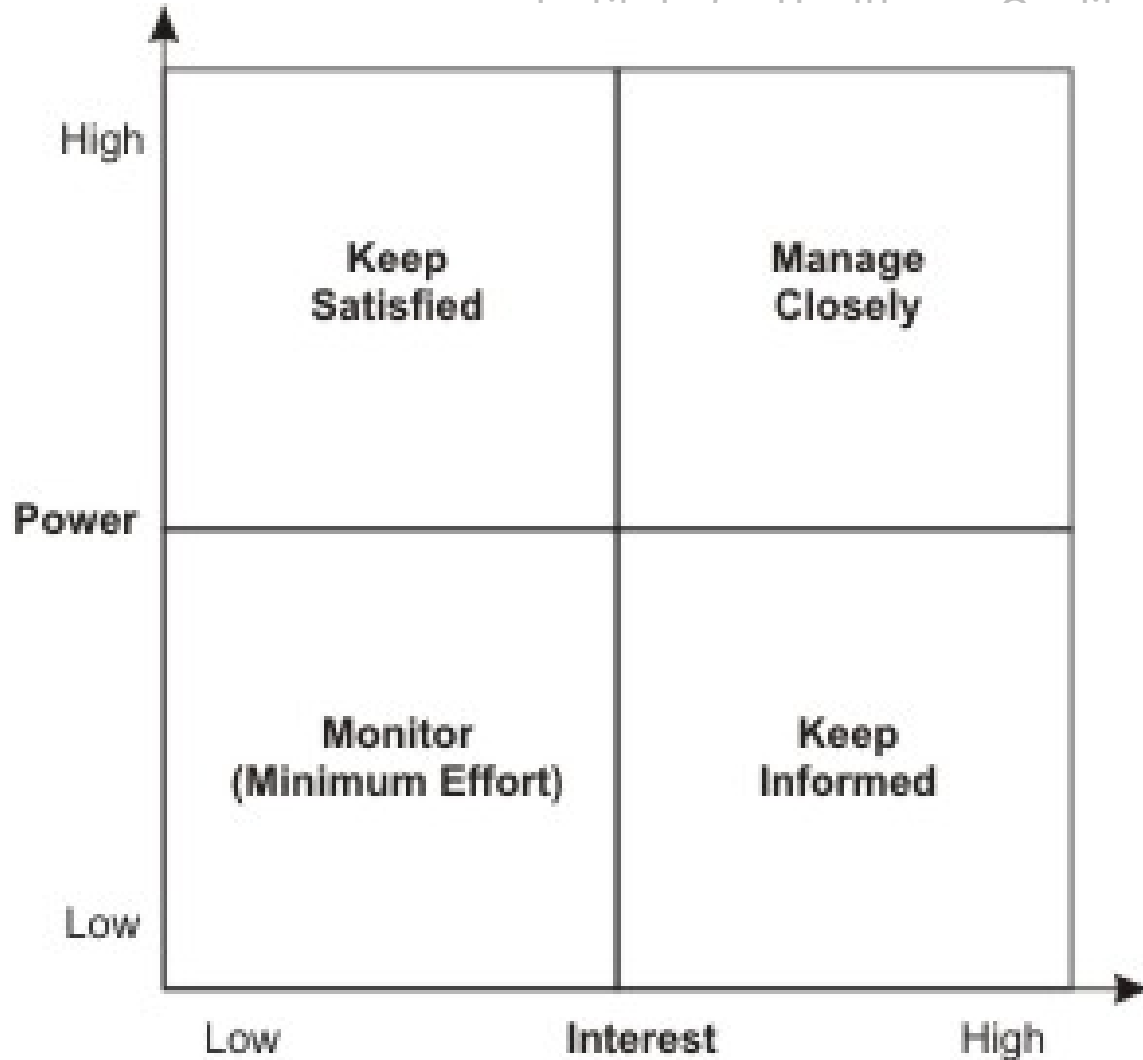 High
Keep
Satisfied
Manage
Closely
Power
Monitor
(Minimum Effort)
Keep
Informed
Low
Low
Interest
High